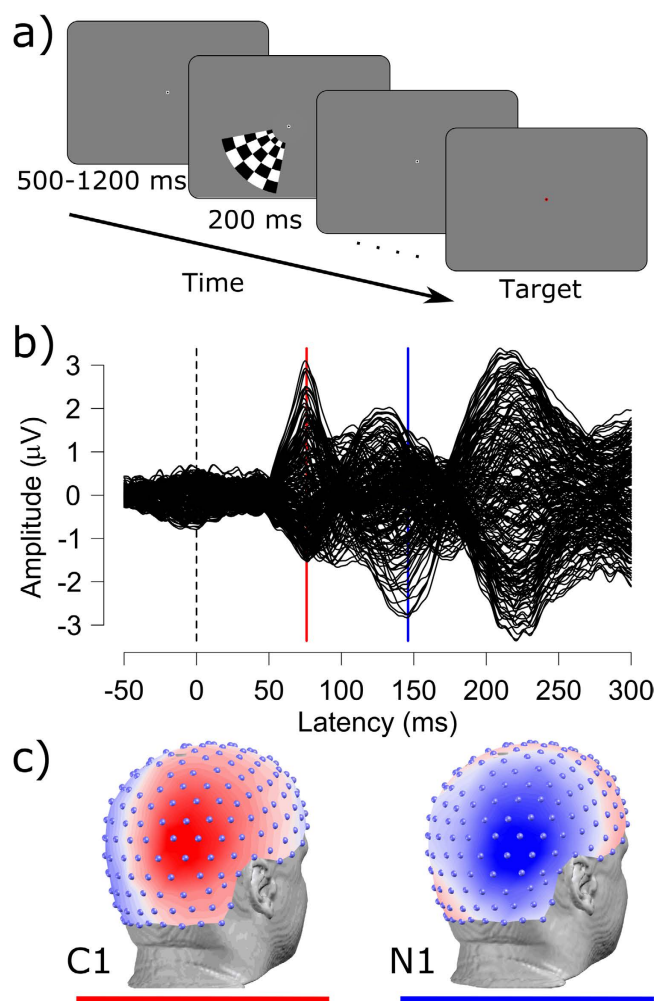 a)
500-1200 ms
200 ms
. . . .
Time
Target
b)
3
2
1
0
-1
-2
-3
Amplitude (μV)
-50 0 50 100 150 200 250 300
Latency (ms)
c)
C1
N1